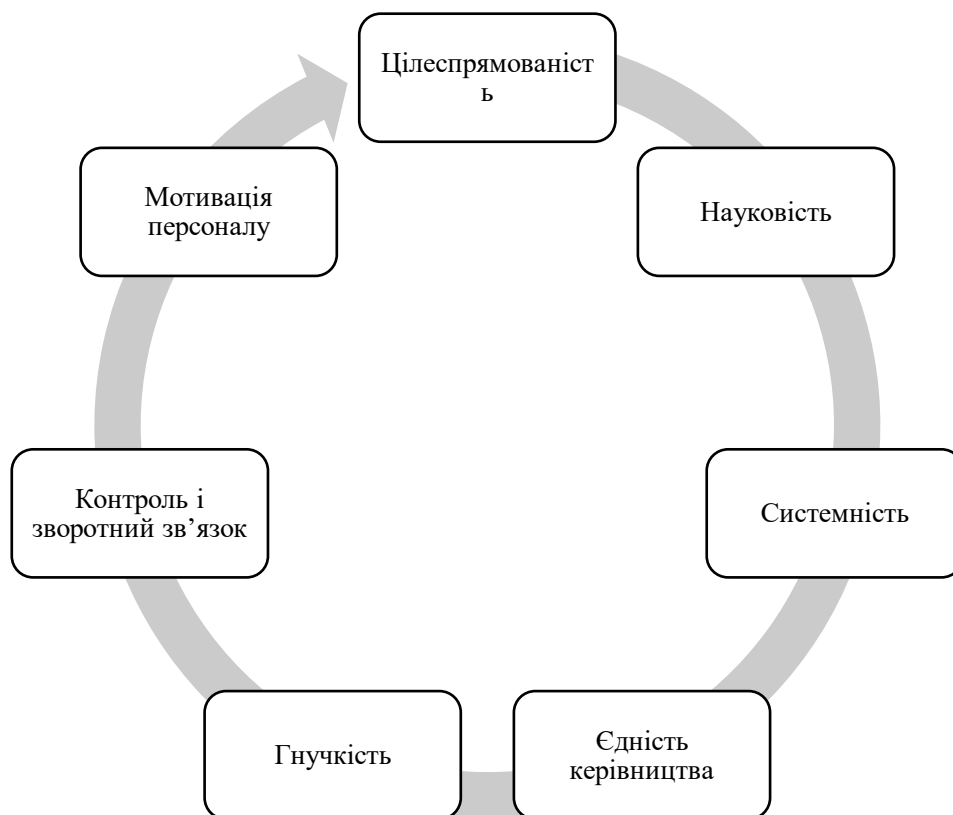 Цілеспрямованіст
ь
Науковість
Системність
Єдність
керівництва
Гнучкість
Контроль і
зворотний зв’язок
Мотивація
персоналу